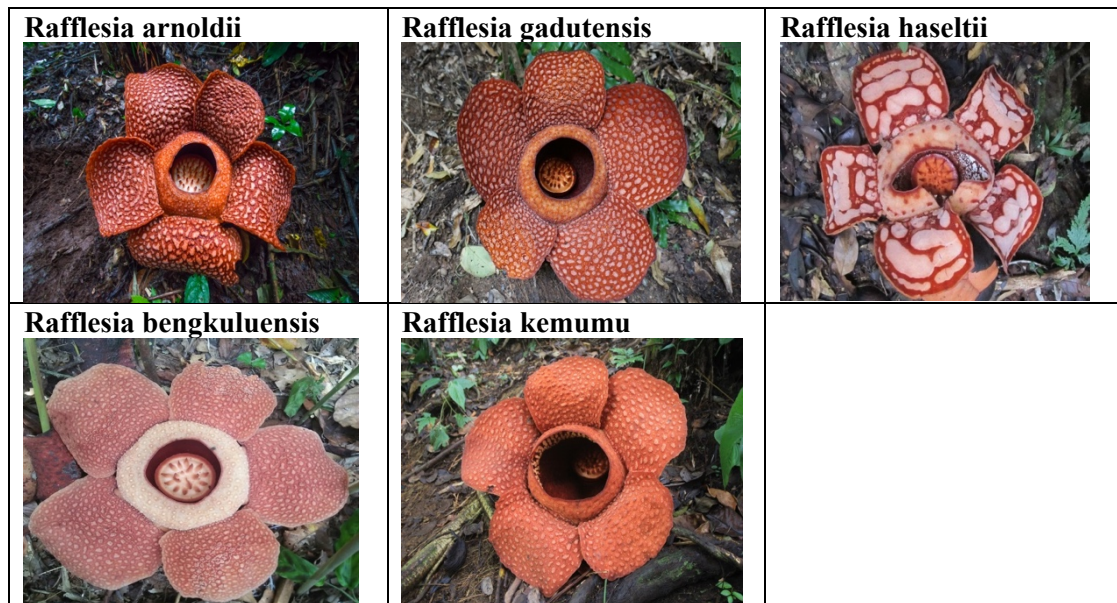 Rafflesia arnoldii
Rafflesia gadutensis
Rafflesia haseltii
Rafflesia bengkuluensis
Rafflesia kemumu